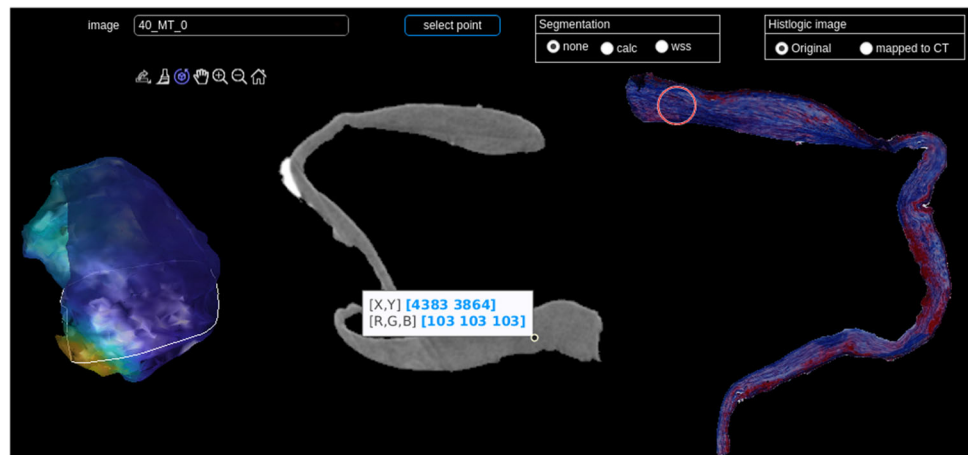 image
40_MT_0
select point
Segmentation
none
calc
wss
Histlogic image
Original
mapped to CT
[X,Y] [4383 3864]
[R,G,B] [103 103 103]